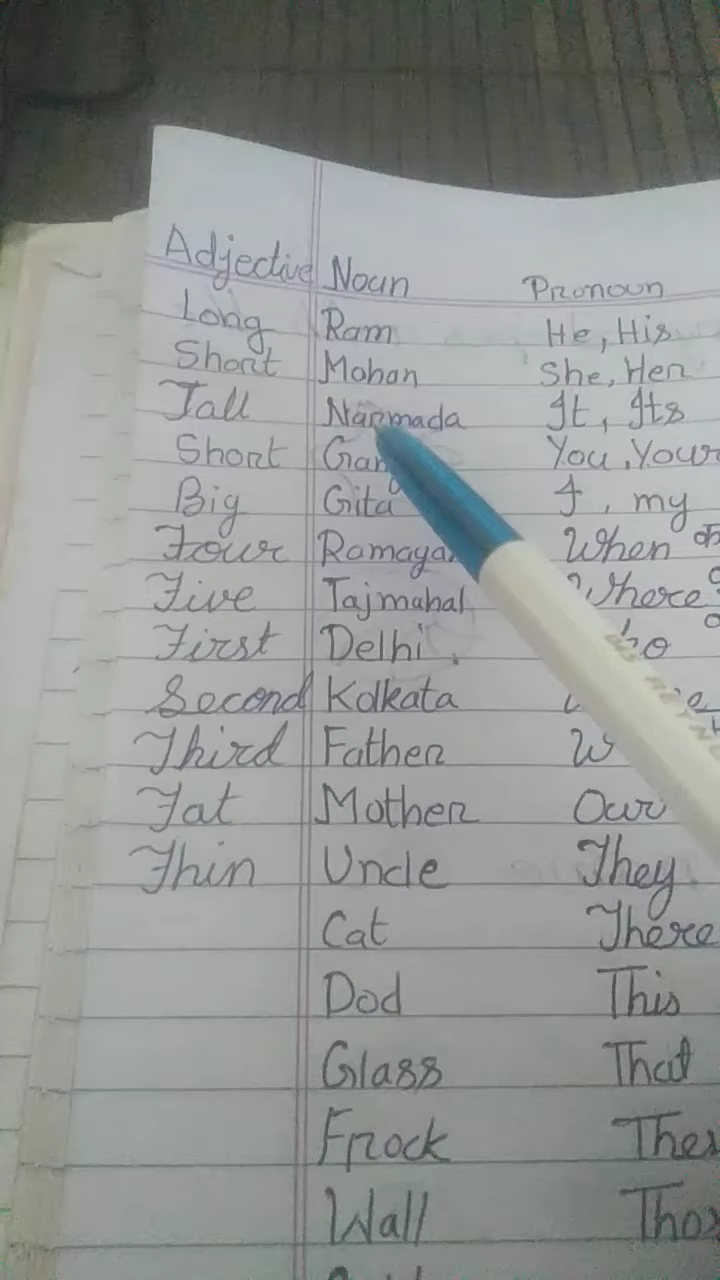 Adjective Noun Pronoun
Long Ram He, His
Short Mohan She, Her
Tall Narmada It, Its
Short You, Your
Big Gita I, my
Four When
Five Tajmahal Where
First Delhi
Second Kolkata
Third Father
Fat Mother Our
Thin Uncle They
Cat There
Dod This
Glass That
Frock
Wall